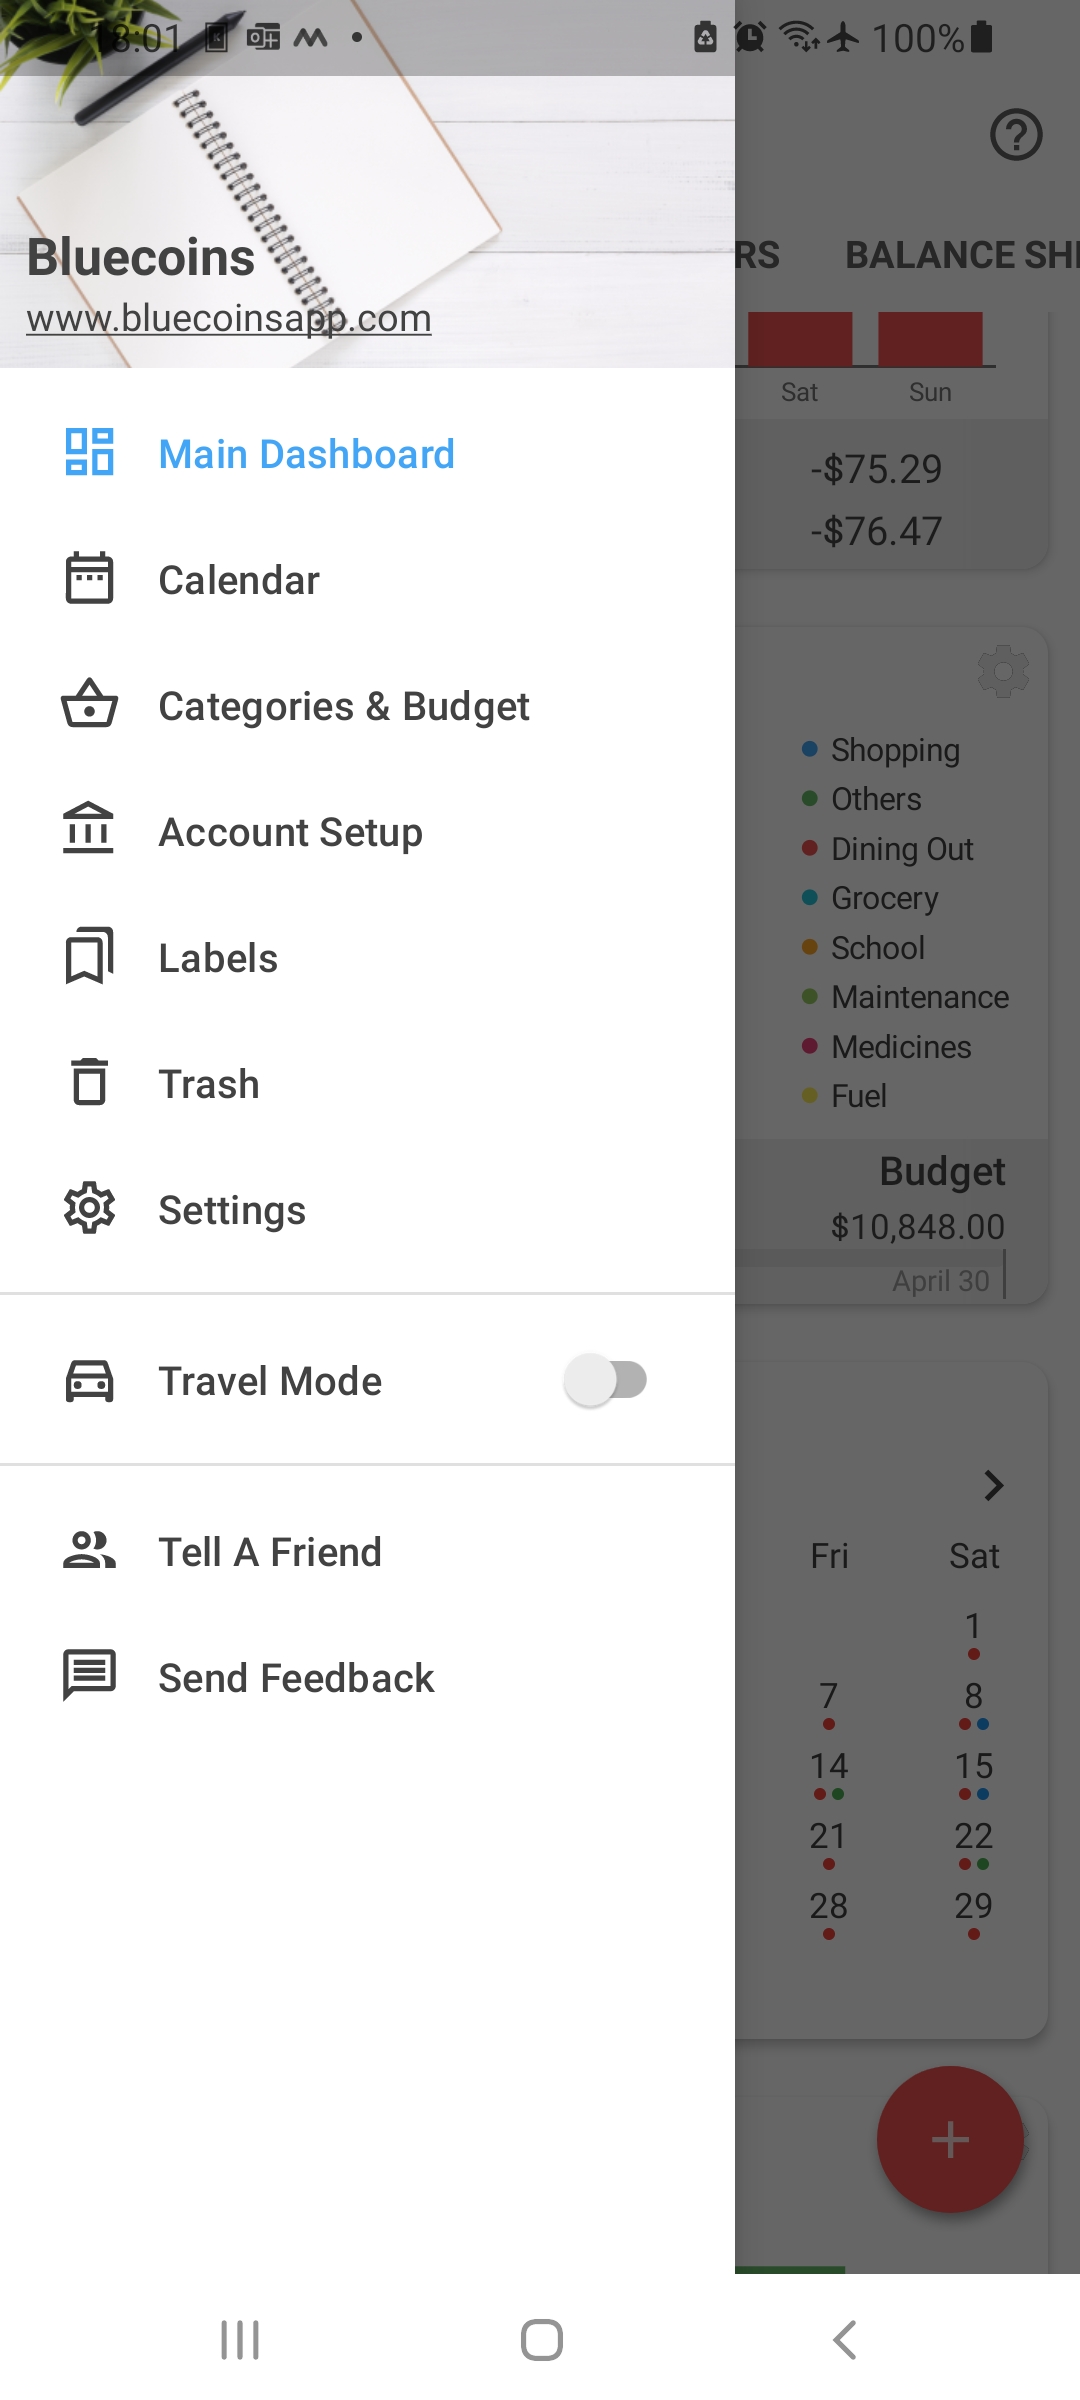 18:01
100%
Bluecoins
www.bluecoinsapp.com
Main Dashboard
Calendar
Categories & Budget
Account Setup
Labels
Trash
Settings
Travel Mode
Tell A Friend
Send Feedback
RS BALANCE SH
Sat Sun
-$75.29
-$76.47
Shopping
Others
Dining Out
Grocery
School
Maintenance
Medicines
Fuel
Budget
$10,848.00
April 30
Fri Sat
1
7 8
14 15
21 22
28 29